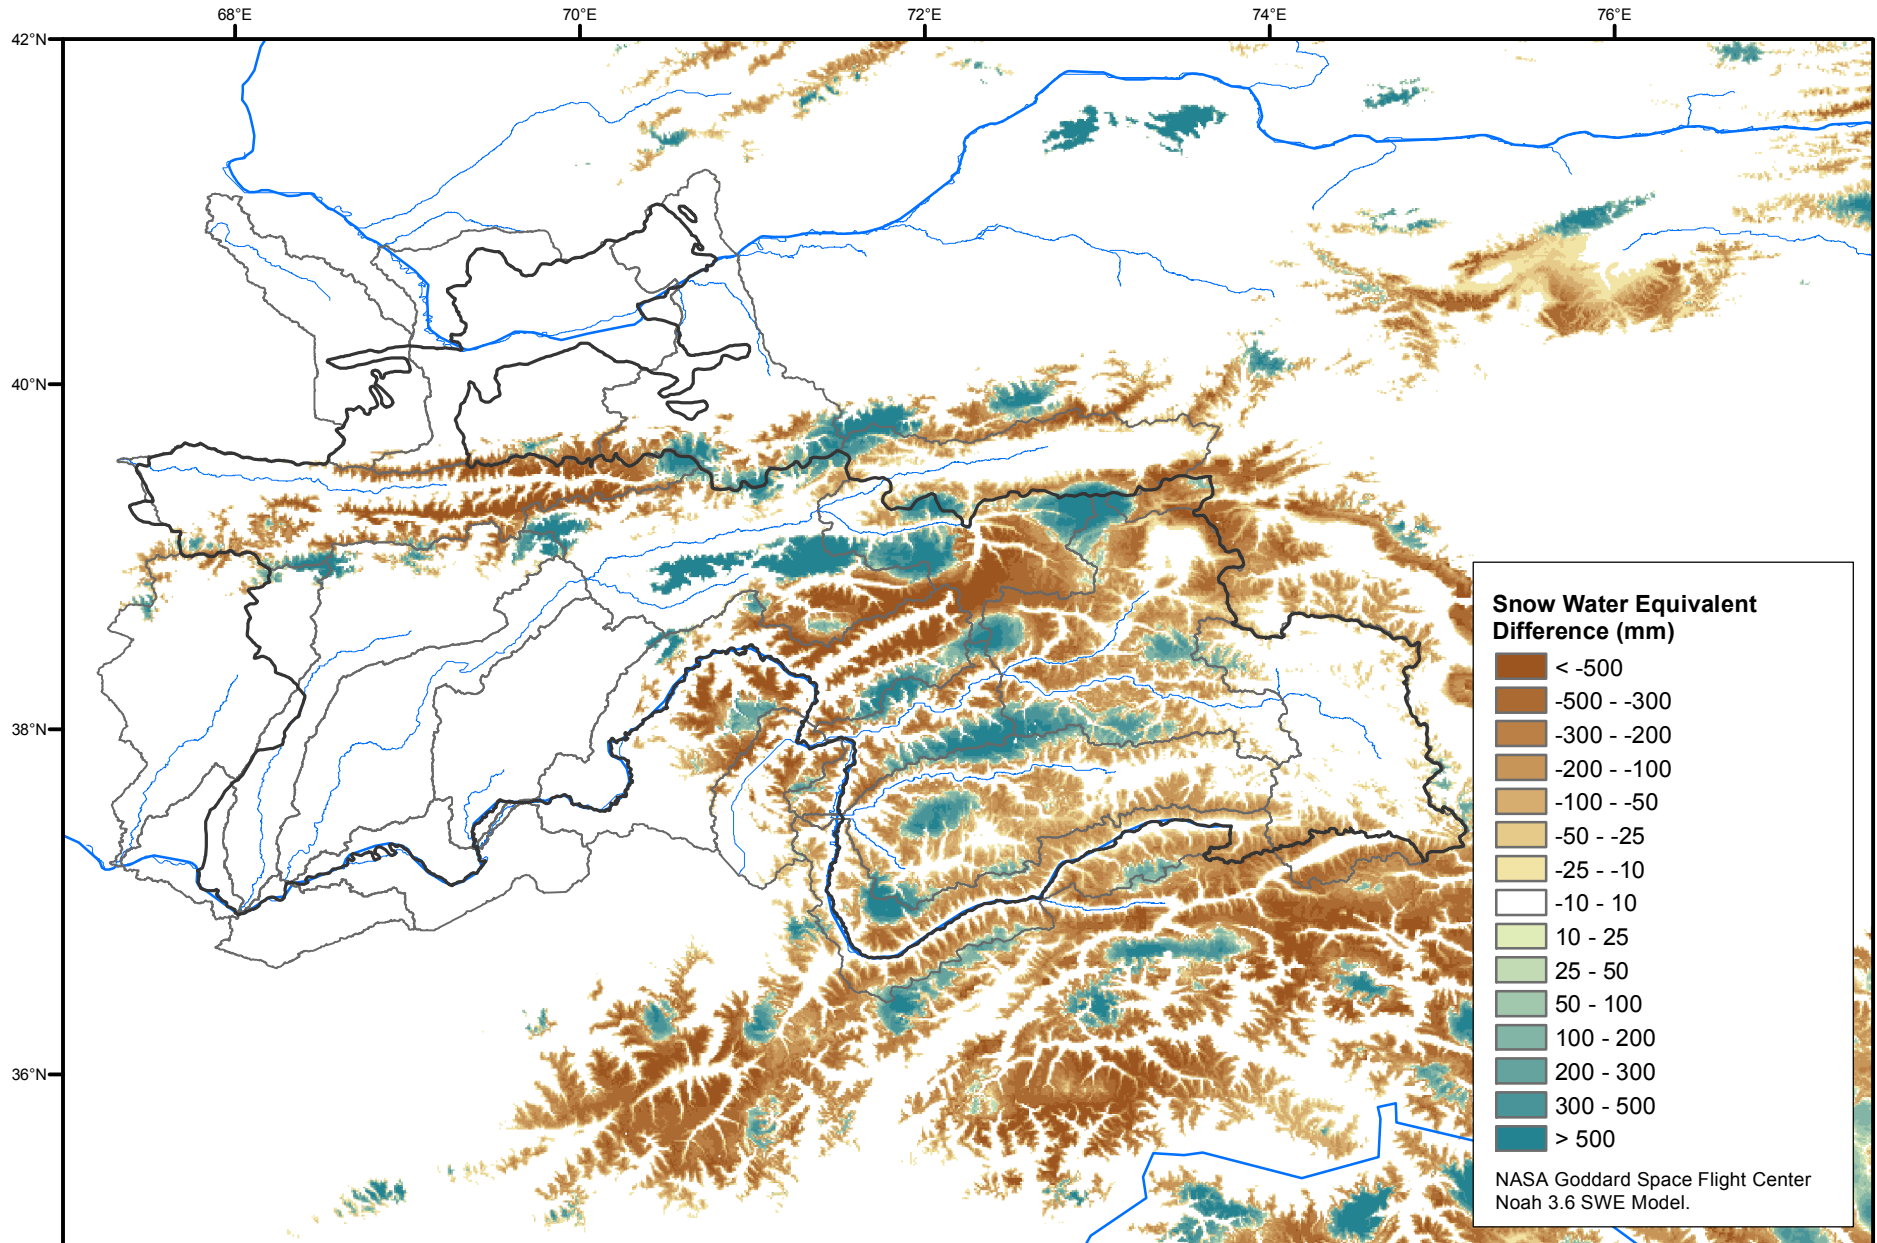 68°E 70°E 72°E 74°E 76°E
42°N
40°N
38°N
36°N
Snow Water Equivalent
Difference (mm)
< -500
-500 - -300
-300 - -200
-200 - -100
-100 - -50
-50 - -25
-25 - -10
-10 - 10
10 - 25
25 - 50
50 - 100
100 - 200
200 - 300
300 - 500
> 500
NASA Goddard Space Flight Center
Noah 3.6 SWE Model.